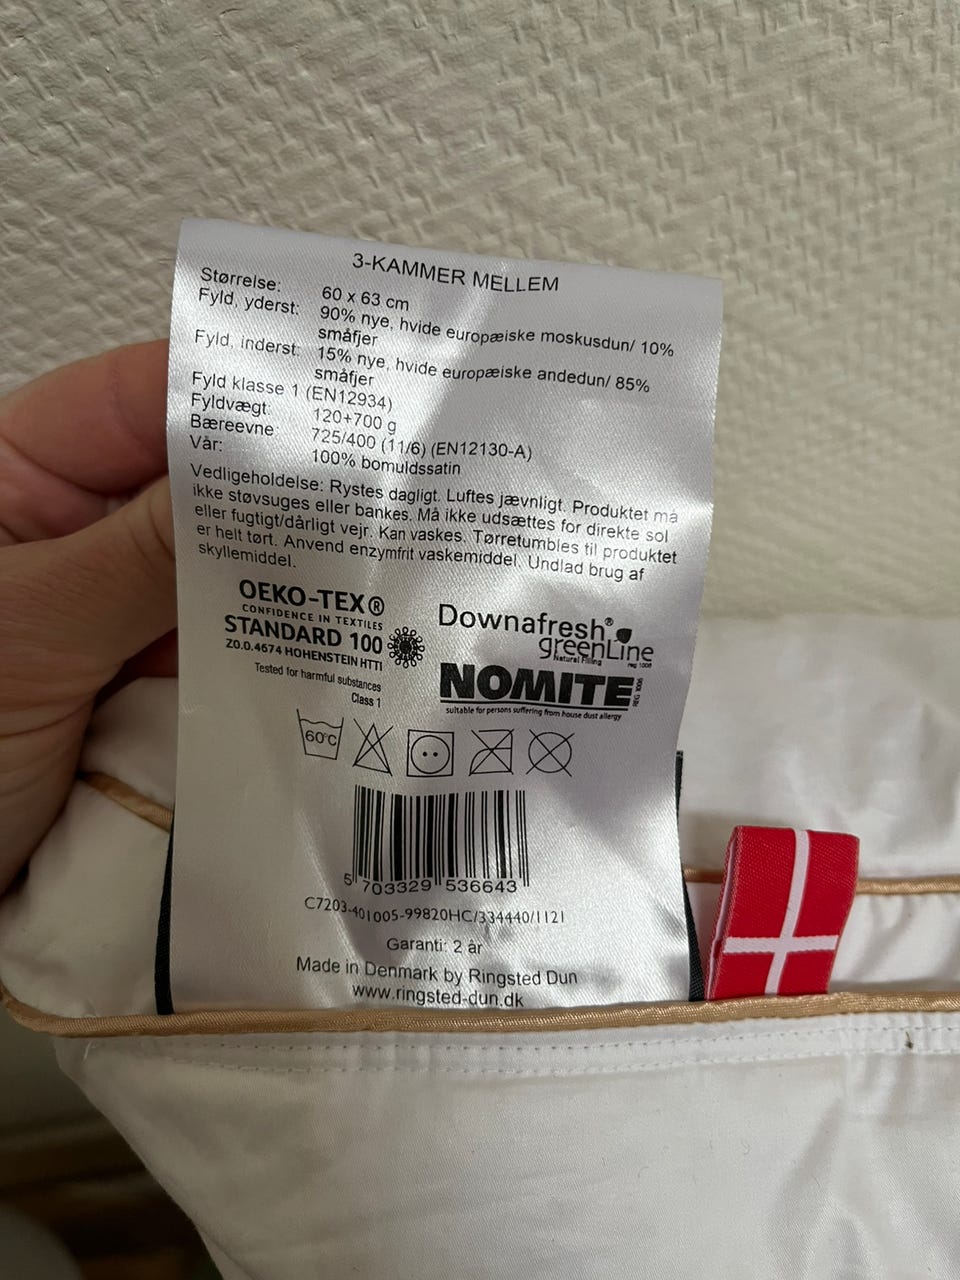 3-KAMMER MELLEM
Størrelse: 60 x 63 cm
Fyld, yderst: 90% nye, hvide europæiske moskusdun/ 10%
småfjer
Fyld, inderst: 15% nye, hvide europæiske andedun/ 85%
småfjer
Fyld klasse 1 (EN12934)
Fyldvægt: 120+700 g
Bæreevne 725/400 (11/6) (EN12130-A)
Vår: 100% bomuldssatin
Vedligeholdelse: Rystes dagligt. Luftes jævnligt. Produktet må
ikke støvsuges eller bankes. Må ikke udsættes for direkte sol
eller fugtigt/dårligt vejr. Kan vaskes. Tørretumbles til produktet
er helt tørt. Anvend enzymfrit vaskemiddel. Undlad brug af
skyllemiddel.
OEKO-TEX®
CONFIDENCE IN TEXTILES
STANDARD 100
ZO.0.4674 HOHENSTEIN HTTI
Tested for harmful substances
Class 1
Downafresh®
greenLine
Natural Filling reg 1008
NOMITE
REG 1006
suitable for persons suffering from house dust allergy
60°C
5 703329 536643
C7203-401005-99820HC/334440/1121
Garanti: 2 år
Made in Denmark by Ringsted Dun
www.ringsted-dun.dk